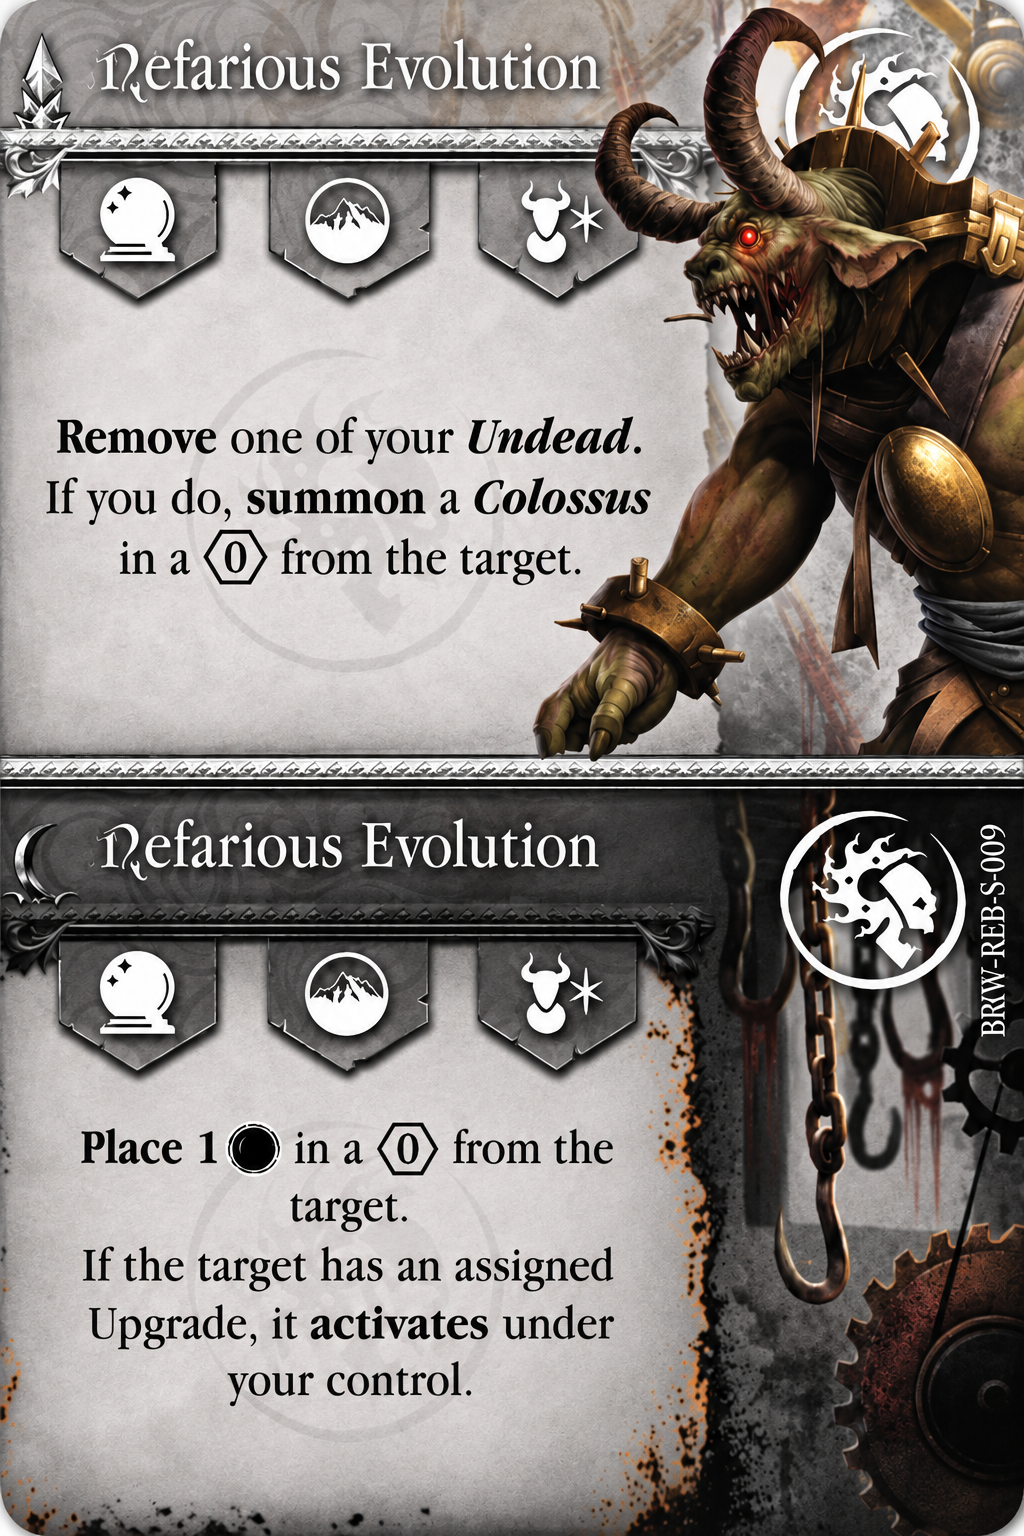 Nefarious Evolution
Remove one of your Undead.
If you do, summon a Colossus
in a 0 from the target.
Nefarious Evolution
BRW-REB-S-009
Place 1 in a 0 from the
target.
If the target has an assigned
Upgrade, it activates under
your control.